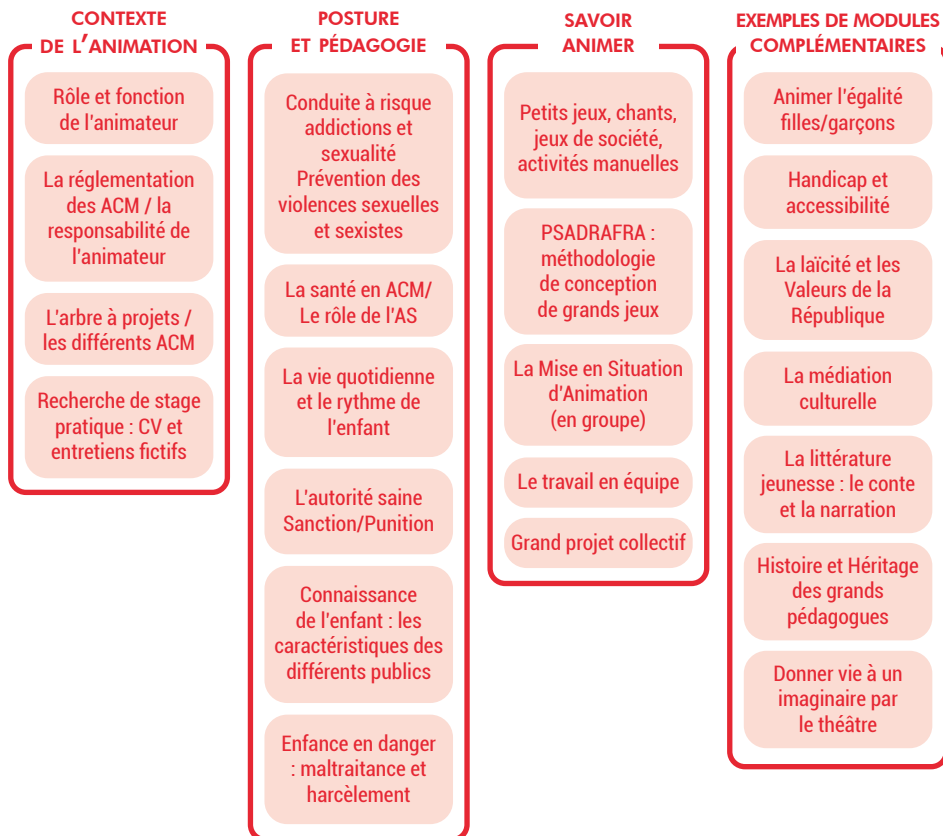 CONTEXTE
DE L'ANIMATION
Rôle et fonction
de l'animateur
La réglementation
des ACM / la
responsabilité de
l'animateur
L'arbre à projets /
les différents ACM
Recherche de stage
pratique : CV et
entretiens fictifs
POSTURE
ET PÉDAGOGIE
Conduite à risque
addictions et
sexualité
Prévention des
violences sexuelles
et sexistes
La santé en ACM/
Le rôle de l'AS
La vie quotidienne
et le rythme de
l'enfant
L'autorité saine
Sanction/Punition
Connaissance
de l'enfant : les
caractéristiques des
différents publics
Enfance en danger
: maltraitance et
harcèlement
SAVOIR
ANIMER
Petits jeux, chants,
jeux de société,
activités manuelles
PSADRAFRA :
méthodologie
de conception
de grands jeux
La Mise en Situation
d'Animation
(en groupe)
Le travail en équipe
Grand projet collectif
EXEMPLES DE MODULES
COMPLÉMENTAIRES
Animer l'égalité
filles/garçons
Handicap et
accessibilité
La laïcité et les
Valeurs de la
République
La médiation
culturelle
La littérature
jeunesse : le conte
et la narration
Histoire et Héritage
des grands
pédagogues
Donner vie à un
imaginaire par
le théâtre